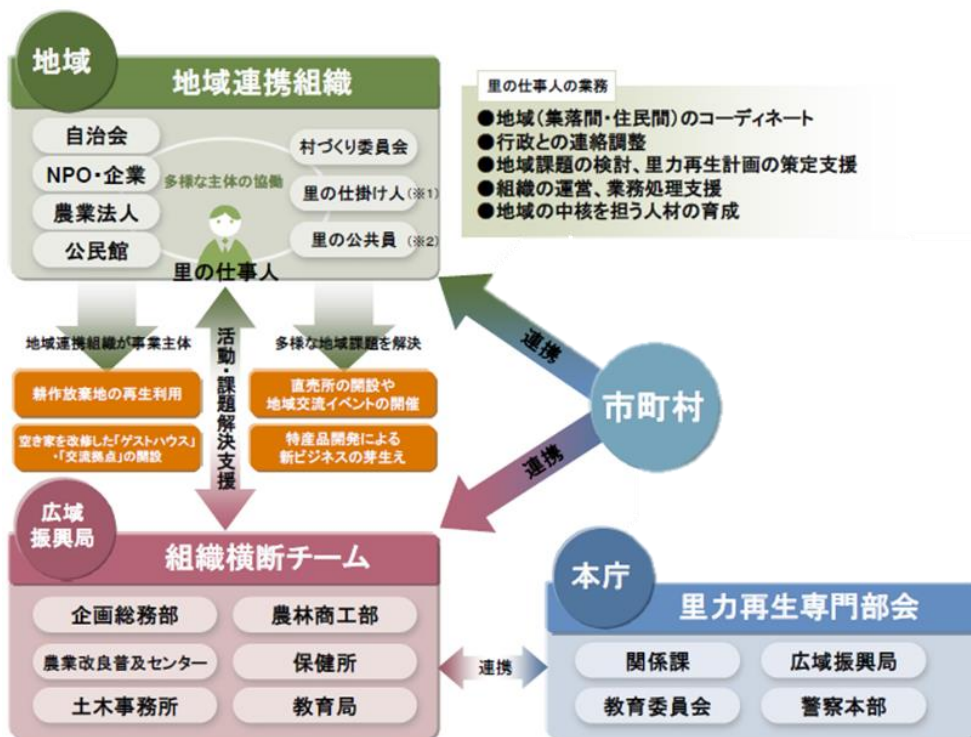 地域
地域連携組織
自治会
NPO・企業
農業法人
公民館
多様な主体の協働
村づくり委員会
里の仕掛け人(※1)
里の公共員(※2)
里の仕事人
里の仕事人の業務
●地域(集落間・住民間)のコーディネート
●行政との連絡調整
●地域課題の検討、里力再生計画の策定支援
●組織の運営、業務処理支援
●地域の中核を担う人材の育成
地域連携組織が事業主体
耕作放棄地の再生利用
空き家を改修した「ゲストハウス」
・「交流拠点」の開設
活動・課題解決支援
多様な地域課題を解決
直売所の開設や
地域交流イベントの開催
特産品開発による
新ビジネスの芽生え
連携
市町村
連携
広域
振興局
組織横断チーム
企画総務部
農林商工部
農業改良普及センター
保健所
土木事務所
教育局
連携
本庁
里力再生専門部会
関係課
広域振興局
教育委員会
警察本部